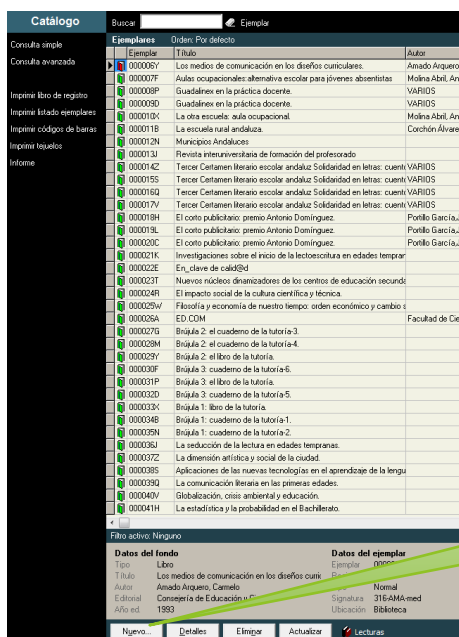 Catálogo
Buscar Ejemplar
Ejemplares Orden: Por defecto
Consulta simple
Consulta avanzada
Imprimir libro de registro
Imprimir listado ejemplares
Imprimir códigos de barras
Imprimir tejuelos
Informe
Ejemplar Título Autor
000006Y Los medios de comunicación en los diseños curriculares. Amado Arquero
000007F Aulas ocupacionales:alternativa escolar para jóvenes absentistas Molina Abril, An
000008P Guadalinex en la práctica docente. VARIOS
000009D Guadalinex en la práctica docente. VARIOS
000010X La otra escuela: aula ocupacional. Molina Abril, An
000011B La escuela rural andaluza. Corchón Álvare
000012N Municipios Andaluces
000013J Revista interuniversitaria de formación del profesorado
000014Z Tercer Certamen literario escolar andaluz Solidaridad en letras: cuent VARIOS
000015S Tercer Certamen literario escolar andaluz Solidaridad en letras: cuent VARIOS
000016Q Tercer Certamen literario escolar andaluz Solidaridad en letras: cuent VARIOS
000017V Tercer Certamen literario escolar andaluz Solidaridad en letras: cuent VARIOS
000018H El corto publicitario: premio Antonio Domínguez. Portillo García,
000019L El corto publicitario: premio Antonio Domínguez. Portillo García,
000020C El corto publicitario: premio Antonio Domínguez. Portillo García,
000021K Investigaciones sobre el inicio de la lectoescritura en edades tempran
000022E En_clave de calid@d
000023T Nuevos núcleos dinamizadores de los centros de educación secunda
000024R El impacto social de la cultura científica y técnica.
000025W Filosofía y economía de nuestro tiempo: orden económico y cambio s
000026A ED.COM Facultad de Cie
000027G Brújula 2: el cuaderno de la tutoría-3.
000028M Brújula 2: el cuaderno de la tutoría-4.
000029Y Brújula 2: el libro de la tutoría.
000030F Brújula 3: cuaderno de la tutoría-6.
000031P Brújula 3: el libro de la tutoría.
000032D Brújula 3: cuaderno de la tutoría-5.
000033X Brújula 1: libro de la tutoría.
000034B Brújula 1: cuaderno de la tutoría-1.
000035N Brújula 1: cuaderno de la tutoría-2.
000036J La seducción de la lectura en edades tempranas.
000037Z La dimensión artística y social de la ciudad.
000038S Aplicaciones de las nuevas tecnologías en el aprendizaje de la lengu
000039Q La comunicación literaria en las primeras edades.
000040V Globalización, crisis ambiental y educación.
000041H La estadística y la probabilidad en el Bachillerato.
Filtro activo: Ninguno
Datos del fondo Datos del ejemplar
Tipo Libro Ejemplar
Título Los medios de comunicación en los diseños curric
Autor Amado Arquero, Carmelo Normal
Editorial Consejería de Educación y Signatura 316-AMA-med
Año ed. 1993 Ubicación Biblioteca
Nuevo... Detalles Eliminar Actualizar Lecturas